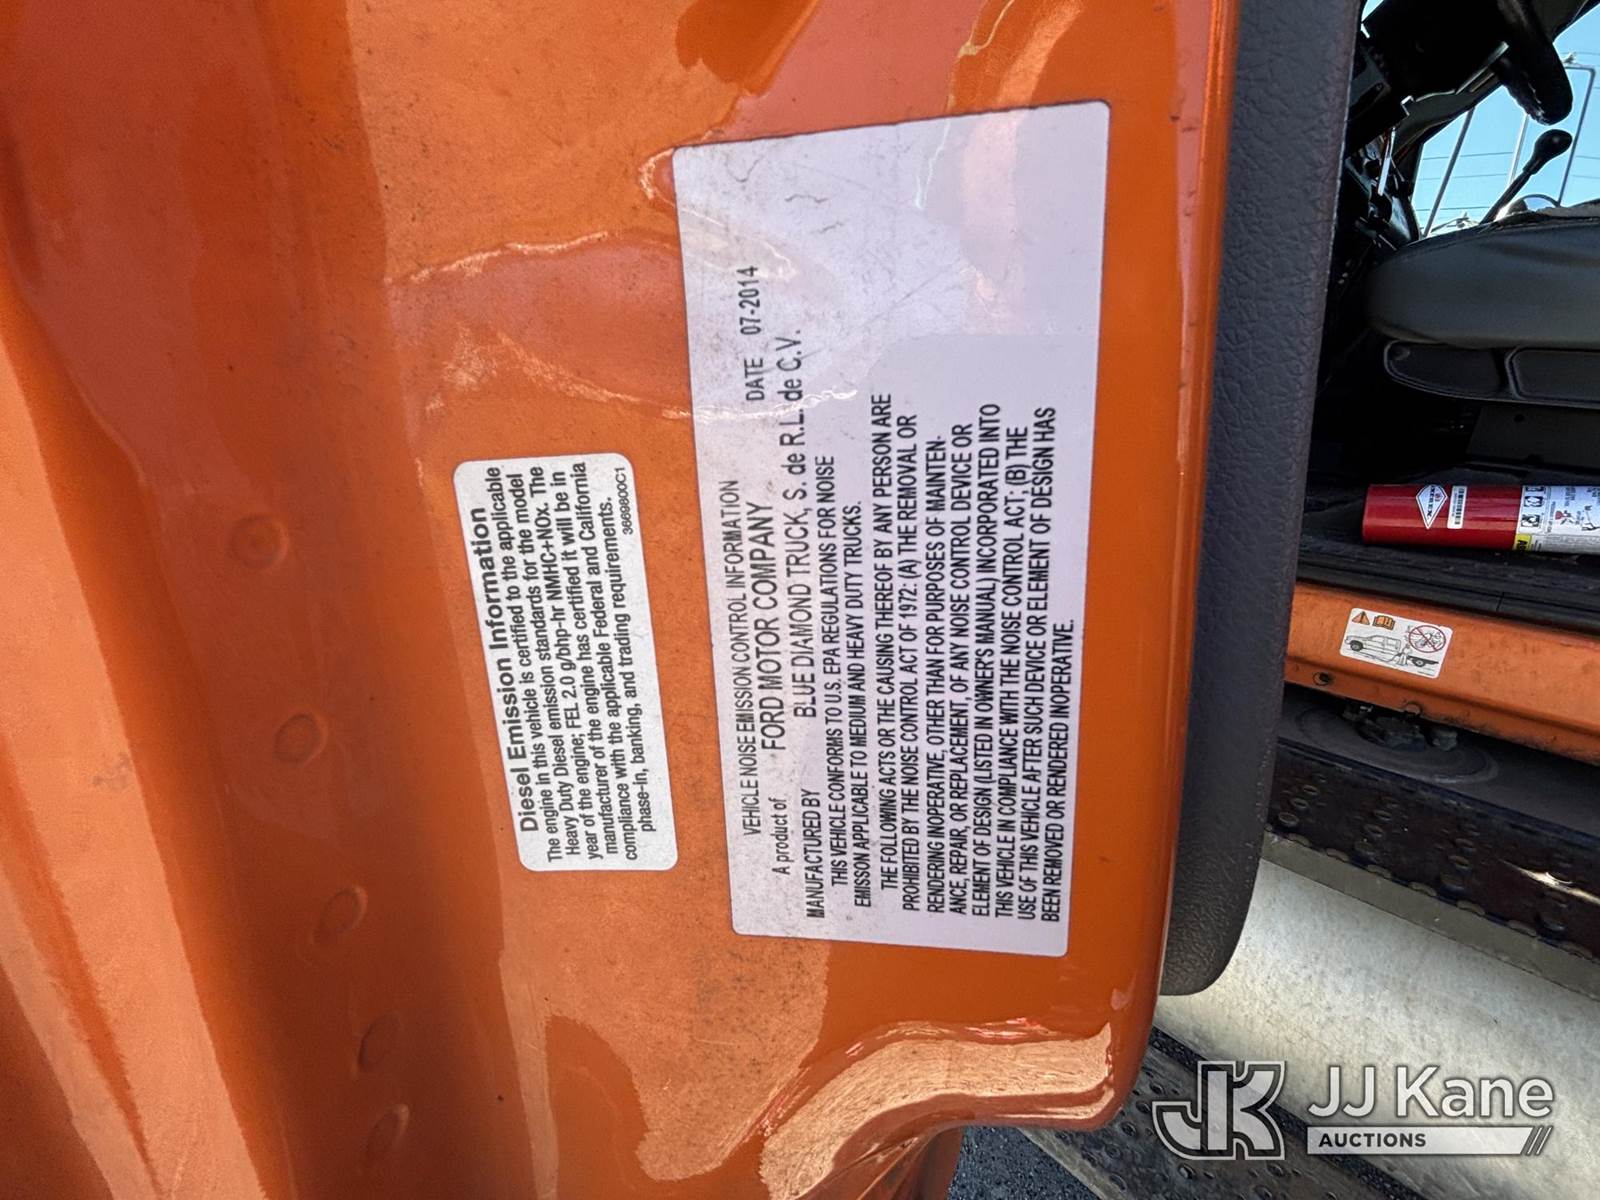 Diesel Emission Information
The engine in this vehicle is certified to the applicable
Heavy Duty Diesel emission standards for the model
year of the engine; FEL 2.0 g/bhp-hr NMHC+NOx. The
manufacturer of the engine has certified it will be in
compliance with the applicable Federal and California
phase-in, banking, and trading requirements.
3669800C1
VEHICLE NOISE EMISSION CONTROL INFORMATION
A product of FORD MOTOR COMPANY DATE 07-2014
MANUFACTURED BY BLUE DIAMOND TRUCK, S. de R.L. de C.V.
THIS VEHICLE CONFORMS TO U.S. EPA REGULATIONS FOR NOISE
EMISSON APPLICABLE TO MEDIUM AND HEAVY DUTY TRUCKS.
THE FOLLOWING ACTS OR THE CAUSING THEREOF BY ANY PERSON ARE
PROHIBITED BY THE NOISE CONTROL ACT OF 1972: (A) THE REMOVAL OR
RENDERING INOPERATIVE, OTHER THAN FOR PURPOSES OF MAINTEN-
ANCE, REPAIR, OR REPLACEMENT, OF ANY NOISE CONTROL DEVICE OR
ELEMENT OF DESIGN (LISTED IN OWNER'S MANUAL) INCORPORATED INTO
THIS VEHICLE IN COMPLIANCE WITH THE NOISE CONTROL ACT; (B) THE
USE OF THIS VEHICLE AFTER SUCH DEVICE OR ELEMENT OF DESIGN HAS
BEEN REMOVED OR RENDERED INOPERATIVE.
JJ Kane
AUCTIONS